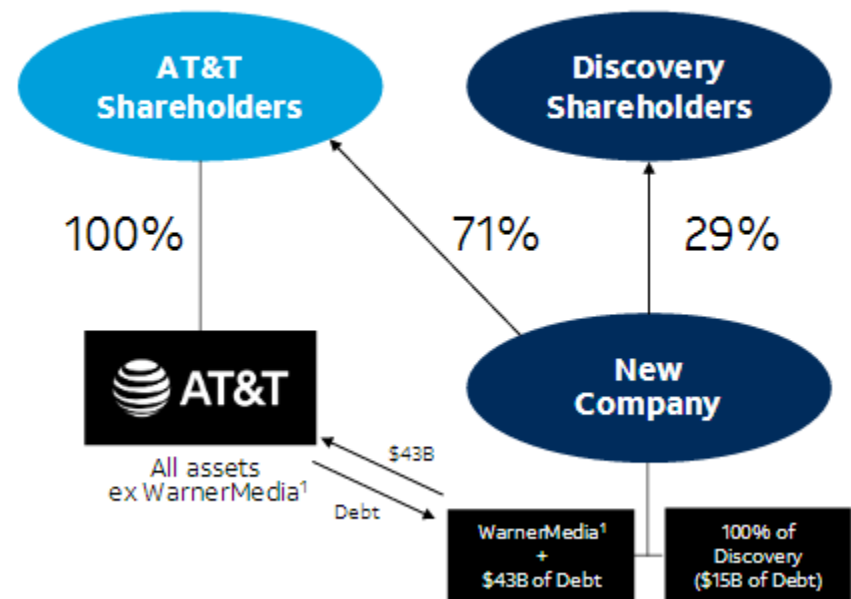 AT&T
Shareholders
Discovery
Shareholders
100%
71%
29%
AT&T
New
Company
All assets
ex WarnerMedia¹
$43B
Debt
WarnerMedia¹
+
$43B of Debt
100% of
Discovery
($15B of Debt)